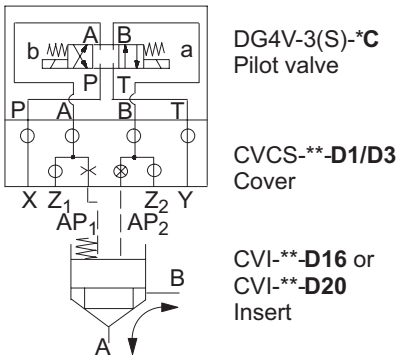 A B
b a
P T
DG4V-3(S)-*C
Pilot valve
P A B T
CVCS-**-D1/D3
Cover
X Z1 Z2 Y
AP1 AP2
CVI-**-D16 or
CVI-**-D20
Insert
B
A